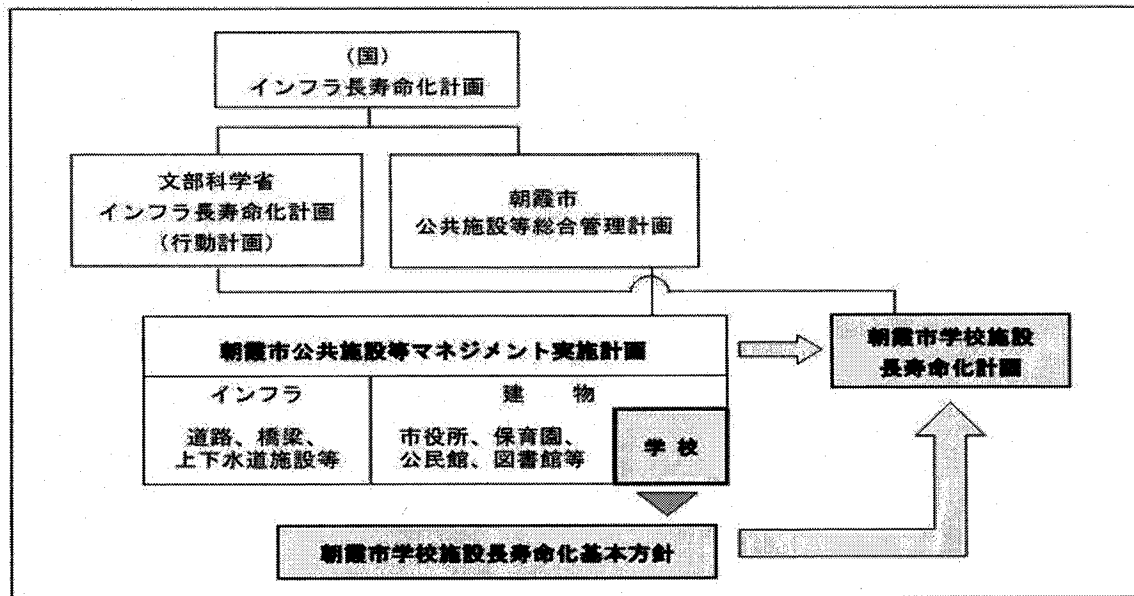 (国)
インフラ長寿命化計画
文部科学省
インフラ長寿命化計画
(行動計画)
朝霞市
公共施設等総合管理計画
朝霞市公共施設等マネジメント実施計画
インフラ
道路、橋梁、
上下水道施設等
建 物
市役所、保育園、
公民館、図書館等
学 校
朝霞市学校施設
長寿命化計画
朝霞市学校施設長寿命化基本方針